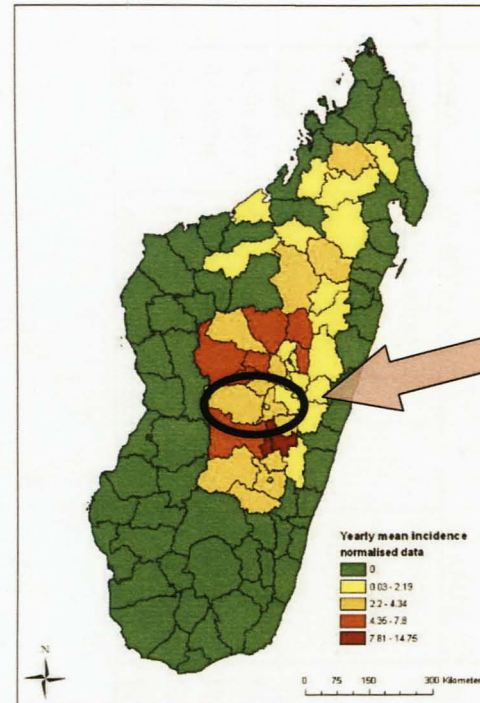 Yearly mean incidence
normalised data
0
0.03 - 2.19
2.2 - 4.34
4.35 - 7.8
7.81 - 14.75
N
0 75 150 300 Kilometer